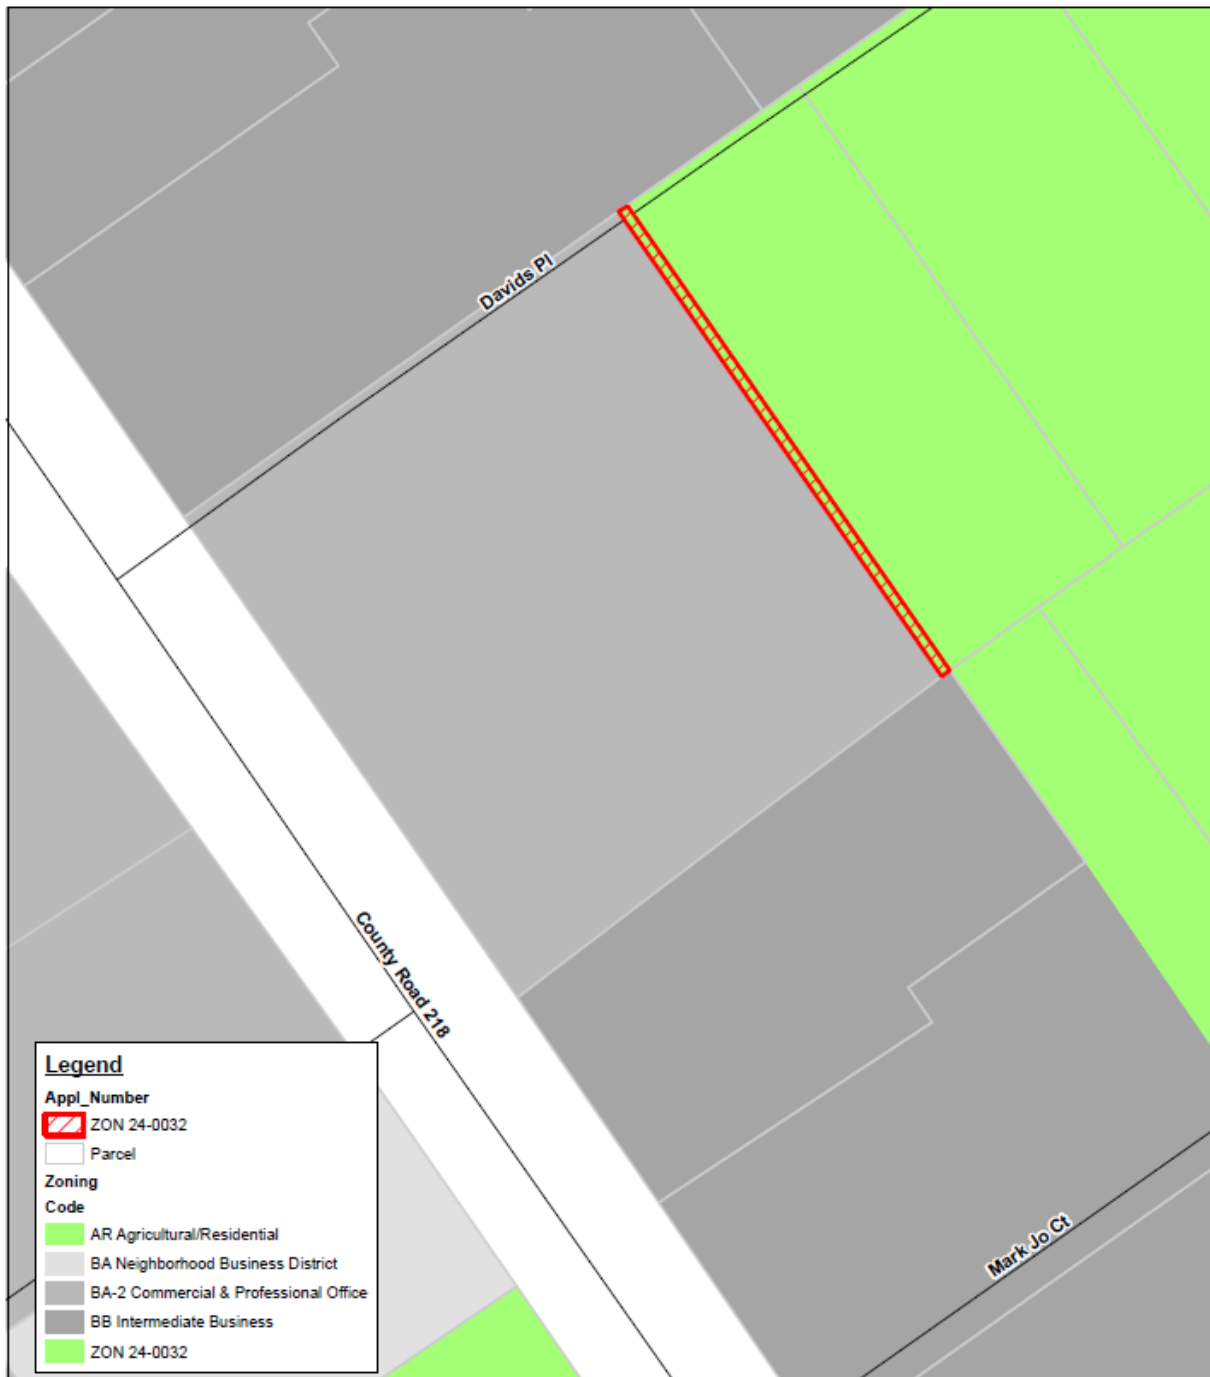 Davids Pl
County Road 218
Mark Jo Ct
Legend
Appl_Number
ZON 24-0032
Parcel
Zoning
Code
AR Agricultural/Residential
BA Neighborhood Business District
BA-2 Commercial & Professional Office
BB Intermediate Business
ZON 24-0032